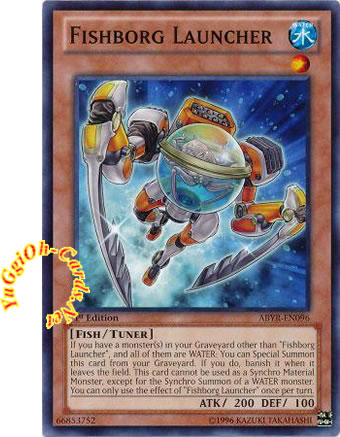 FISHBORG LAUNCHER
WATER
水
YuGgiOh-Cards.Net
1st Edition
ABYR-EN096
[FISH/TUNER]
If you have a monster(s) in your Graveyard other than "Fishborg
Launcher", and all of them are WATER: You can Special Summon
this card from your Graveyard. If you do, banish it when it
leaves the field. This card cannot be used as a Synchro Material
Monster, except for the Synchro Summon of a WATER monster.
You can only use the effect of "Fishborg Launcher" once per turn.
ATK/ 200 DEF/ 100
66853752
©1996 KAZUKI TAKAHASHI